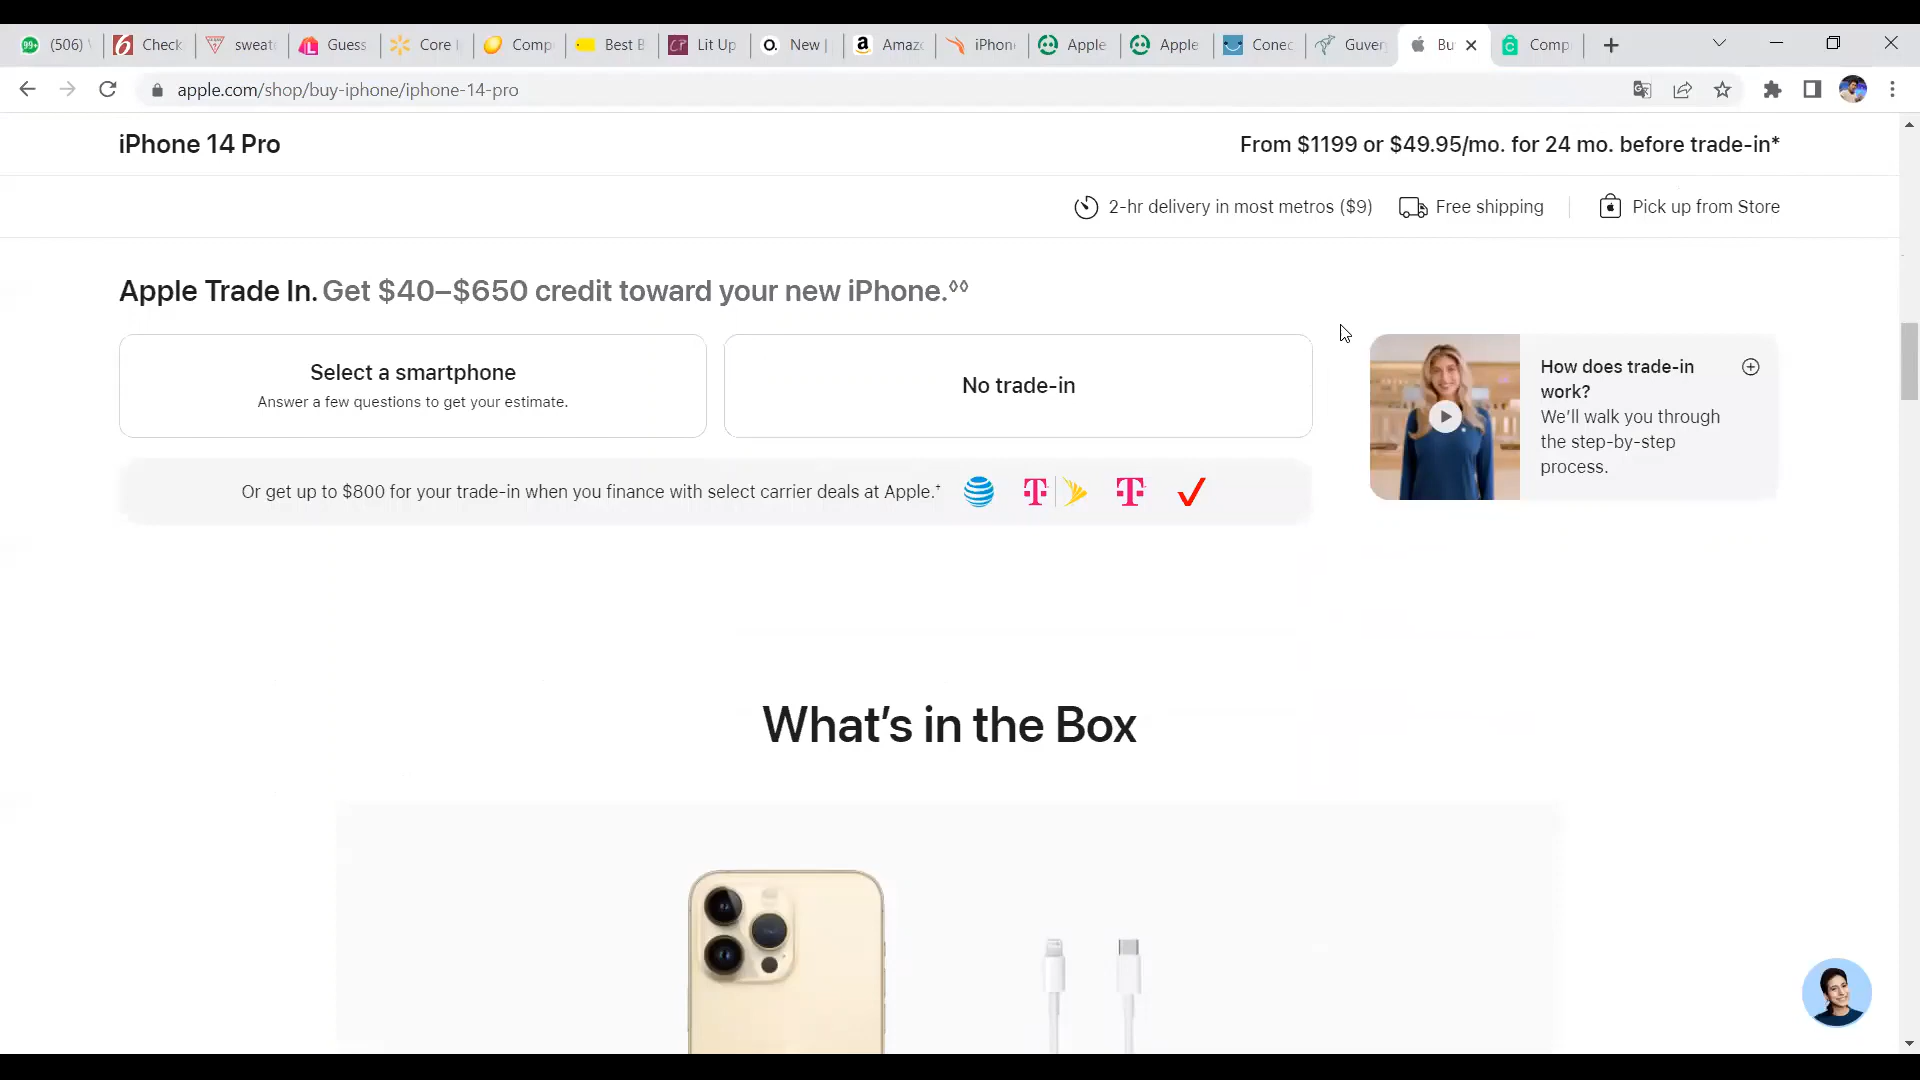 (506)
Check
sweat
Guess
Core
Comp
Best B
Lit Up
New |
Amaz
iPhon
Apple
Apple
Conec
Guver
Bu
Comp
apple.com/shop/buy-iphone/iphone-14-pro
iPhone 14 Pro
From $1199 or $49.95/mo. for 24 mo. before trade-in*
2-hr delivery in most metros ($9)
Free shipping
Pick up from Store
Apple Trade In. Get $40–$650 credit toward your new iPhone.◊◊
Select a smartphone
Answer a few questions to get your estimate.
No trade-in
How does trade-in
work?
We’ll walk you through
the step-by-step
process.
Or get up to $800 for your trade-in when you finance with select carrier deals at Apple.⁺
What’s in the Box